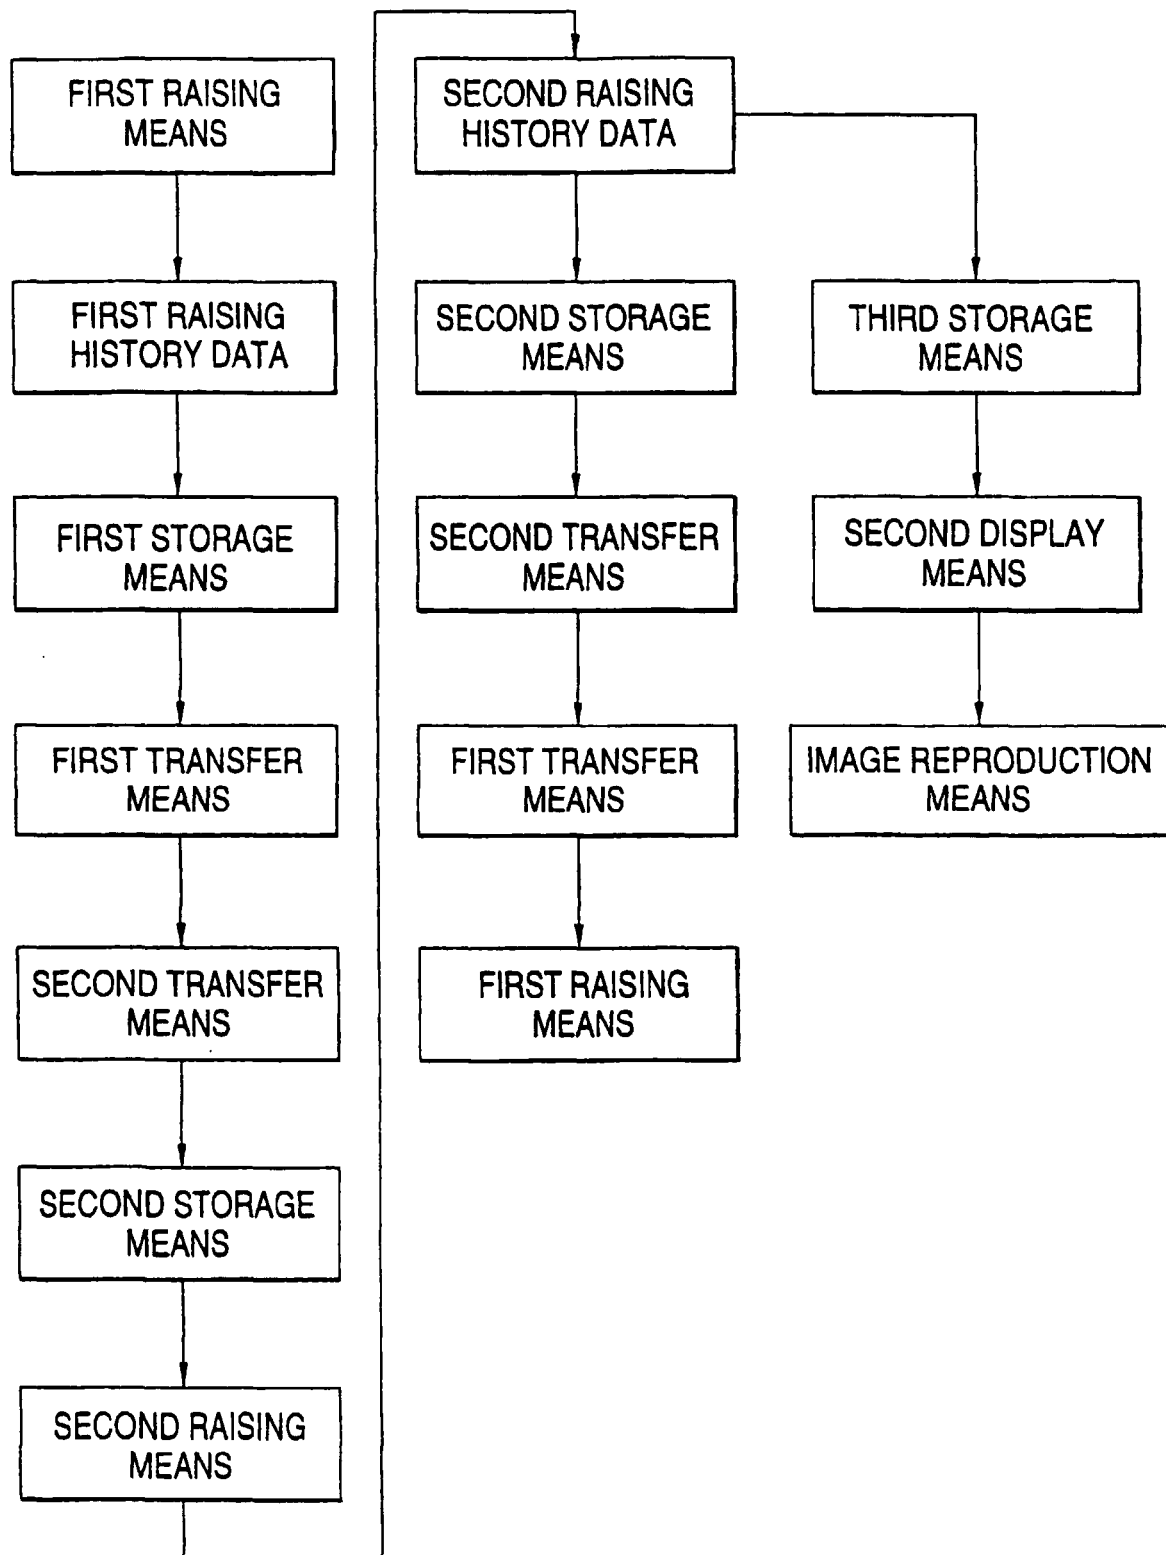 FIRST RAISING
MEANS
FIRST RAISING
HISTORY DATA
FIRST STORAGE
MEANS
FIRST TRANSFER
MEANS
SECOND TRANSFER
MEANS
SECOND STORAGE
MEANS
SECOND RAISING
MEANS
SECOND RAISING
HISTORY DATA
SECOND STORAGE
MEANS
SECOND TRANSFER
MEANS
FIRST TRANSFER
MEANS
FIRST RAISING
MEANS
THIRD STORAGE
MEANS
SECOND DISPLAY
MEANS
IMAGE REPRODUCTION
MEANS